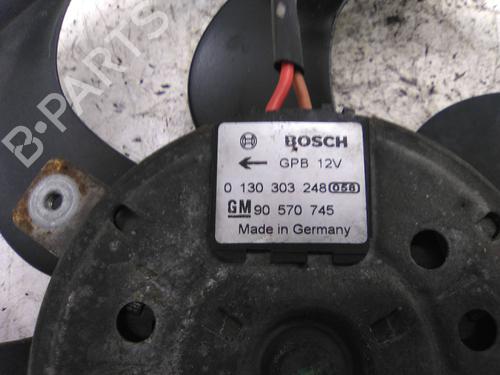 B-PARTS
BOSCH
← GPB 12V
0 130 303 248 056
GM 90 570 745
Made in Germany